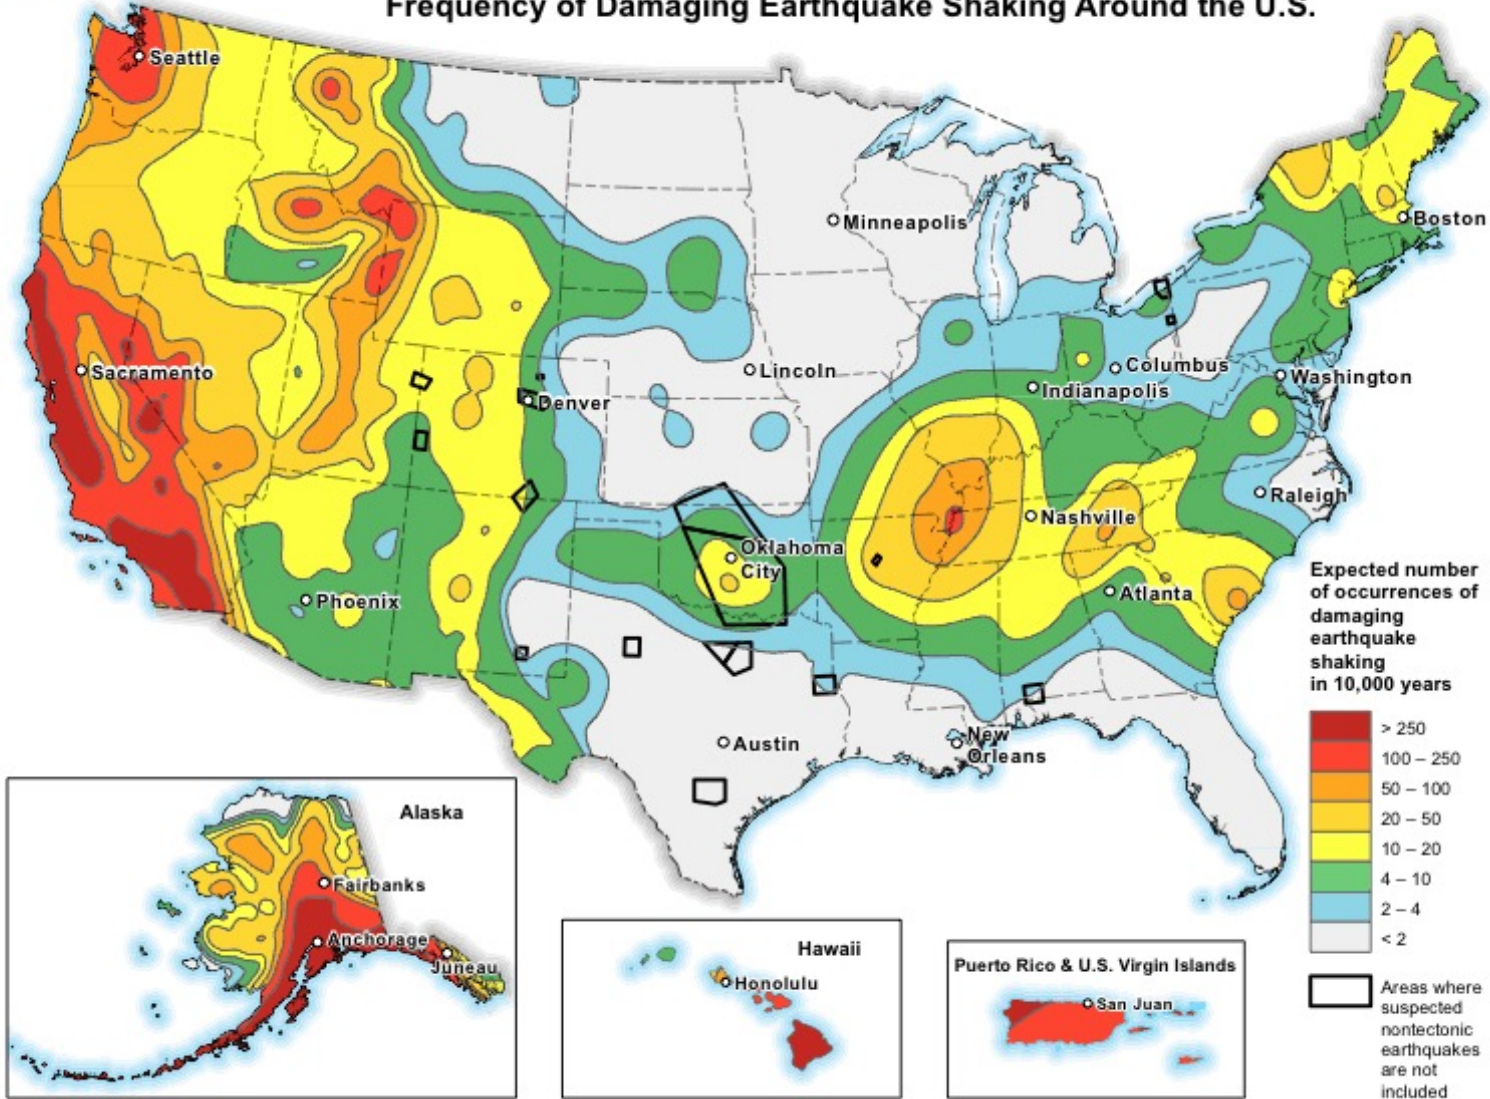 Frequency of Damaging Earthquake Shaking Around the U.S.
Seattle
Minneapolis
Boston
Sacramento
Lincoln
Columbus
Indianapolis
Washington
Denver
Raleigh
Nashville
Oklahoma
City
Phoenix
Atlanta
Austin
New
Orleans
Expected number
of occurrences of
damaging
earthquake
shaking
in 10,000 years
> 250
100 – 250
50 – 100
20 – 50
10 – 20
4 – 10
2 – 4
< 2
Areas where
suspected
nontectonic
earthquakes
are not
included
Alaska
Fairbanks
Anchorage
Juneau
Hawaii
Honolulu
Puerto Rico & U.S. Virgin Islands
San Juan